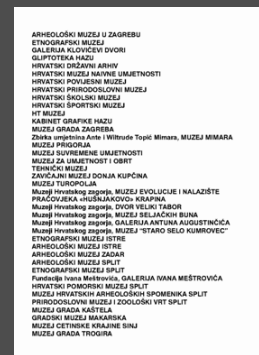 ARHEOLOŠKI MUZEJ U ZAGREBU
ETNOGRAFSKI MUZEJ
GALERIJA KLOVIĆEVI DVORI
GLIPTOTEKA HAZU
HRVATSKI DRŽAVNI ARHIV
HRVATSKI MUZEJ NAIVNE UMJETNOSTI
HRVATSKI POVIJESNI MUZEJ
HRVATSKI PRIRODOSLOVNI MUZEJ
HRVATSKI ŠKOLSKI MUZEJ
HRVATSKI ŠPORTSKI MUZEJ
HT MUZEJ
KABINET GRAFIKE HAZU
MUZEJ GRADA ZAGREBA
Zbirka umjetnina Ante i Wiltrude Topić Mimara, MUZEJ MIMARA
MUZEJ PRIGORJA
MUZEJ SUVREMENE UMJETNOSTI
MUZEJ ZA UMJETNOST I OBRT
TEHNIČKI MUZEJ
ZAVIČAJNI MUZEJ DONJA KUPČINA
MUZEJ TUROPOLJA
Muzeji Hrvatskog zagorja, MUZEJ EVOLUCIJE I NALAZIŠTE
PRAČOVJEKA «HUŠNJAKOVO» KRAPINA
Muzeji Hrvatskog zagorja, DVOR VELIKI TABOR
Muzeji Hrvatskog zagorja, MUZEJ SELJAČKIH BUNA
Muzeji Hrvatskog zagorja, GALERIJA ANTUNA AUGUSTINČIĆA
Muzeji Hrvatskog zagorja, MUZEJ "STARO SELO KUMROVEC"
ETNOGRAFSKI MUZEJ ISTRE
ARHEOLOŠKI MUZEJ ISTRE
ARHEOLOŠKI MUZEJ ZADAR
ARHEOLOŠKI MUZEJ SPLIT
ETNOGRAFSKI MUZEJ SPLIT
Fundacija Ivana Meštrovića, GALERIJA IVANA MEŠTROVIĆA
HRVATSKI POMORSKI MUZEJ SPLIT
MUZEJ HRVATSKIH ARHEOLOŠKIH SPOMENIKA SPLIT
PRIRODOSLOVNI MUZEJ I ZOOLOŠKI VRT SPLIT
MUZEJ GRADA KAŠTELA
GRADSKI MUZEJ MAKARSKA
MUZEJ CETINSKE KRAJINE SINJ
MUZEJ GRADA TROGIRA